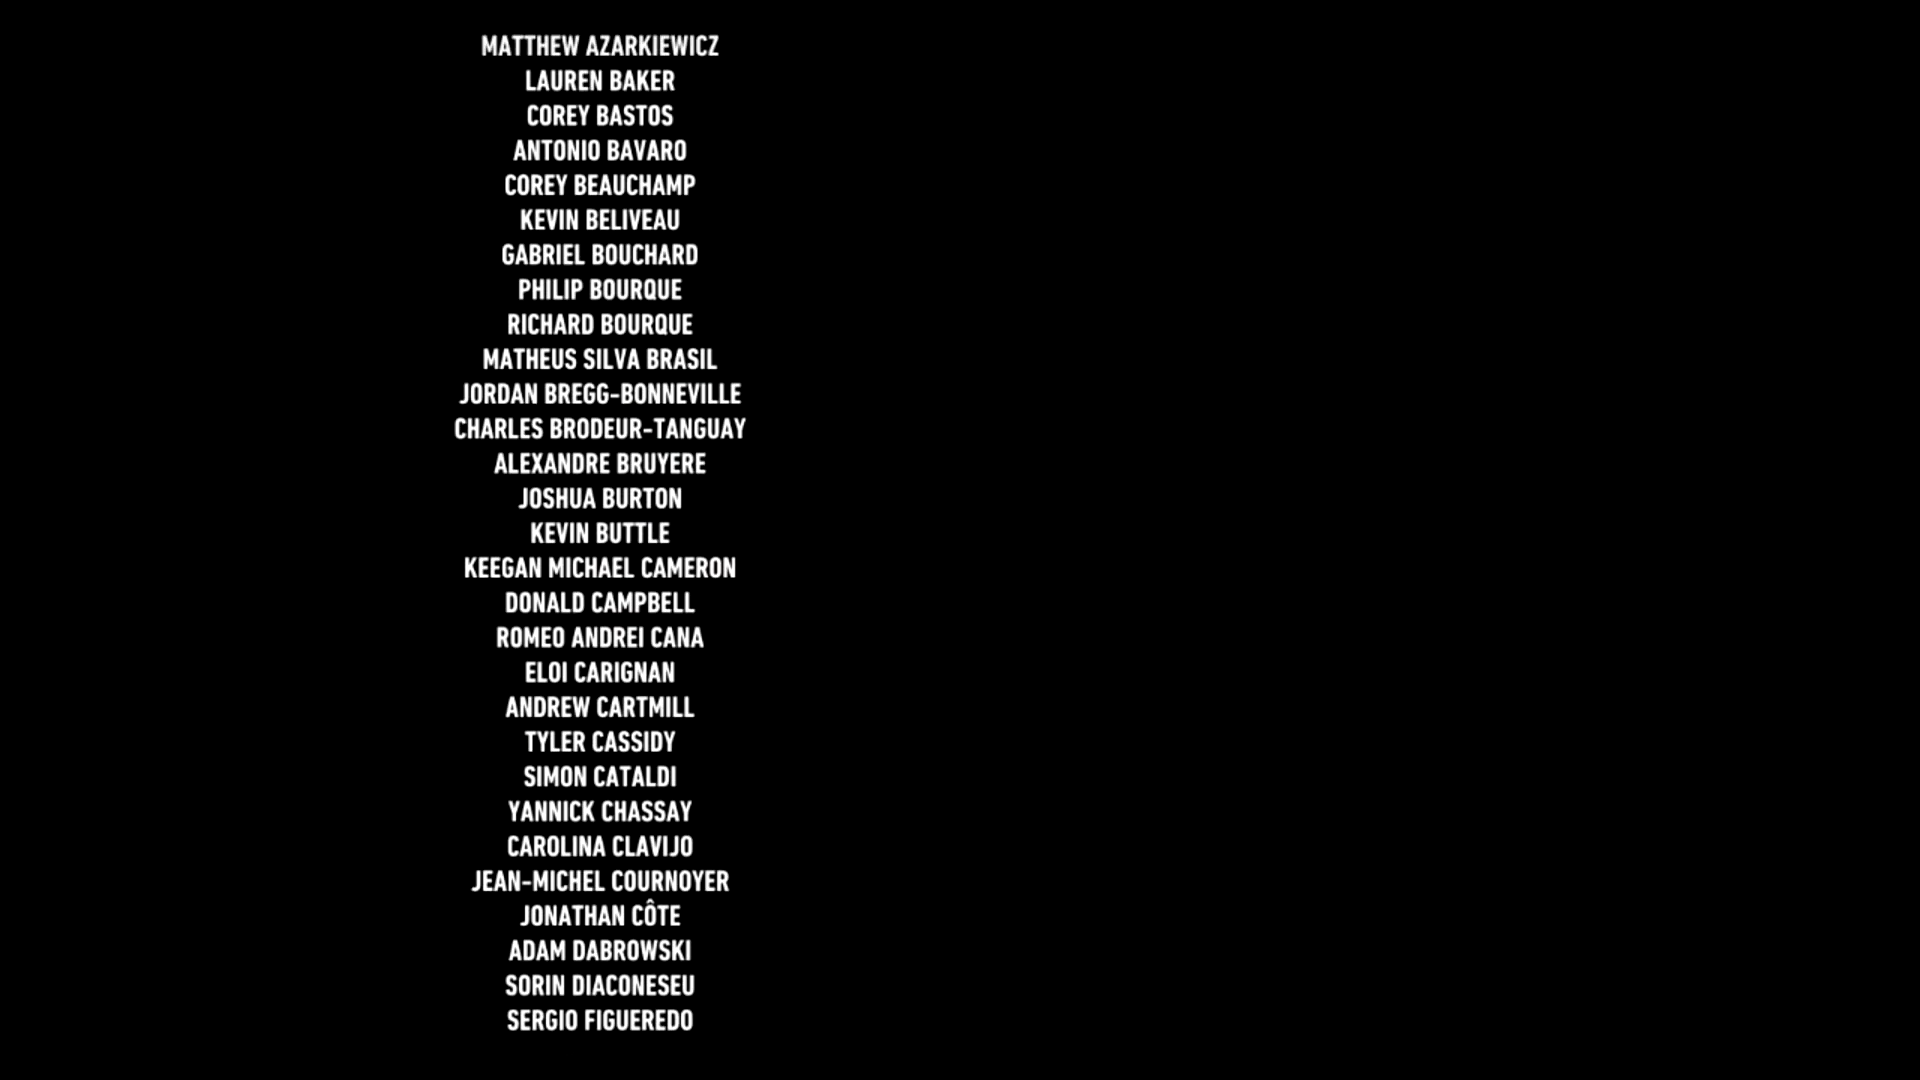 MATTHEW AZARKIEWICZ
LAUREN BAKER
COREY BASTOS
ANTONIO BAVARO
COREY BEAUCHAMP
KEVIN BELIVEAU
GABRIEL BOUCHARD
PHILIP BOURQUE
RICHARD BOURQUE
MATHEUS SILVA BRASIL
JORDAN BREGG-BONNEVILLE
CHARLES BRODEUR-TANGUAY
ALEXANDRE BRUYERE
JOSHUA BURTON
KEVIN BUTTLE
KEEGAN MICHAEL CAMERON
DONALD CAMPBELL
ROMEO ANDREI CANA
ELOI CARIGNAN
ANDREW CARTMILL
TYLER CASSIDY
SIMON CATALDI
YANNICK CHASSAY
CAROLINA CLAVIJO
JEAN-MICHEL COURNOYER
JONATHAN CÔTE
ADAM DABROWSKI
SORIN DIACONESEU
SERGIO FIGUEREDO